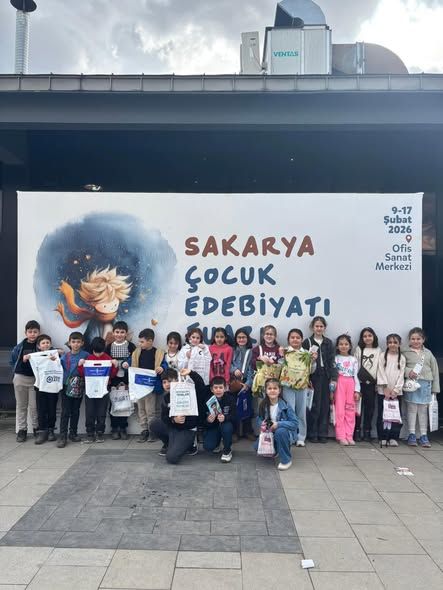 VENTAS
SAKARYA
ÇOCUK
EDEBİYATI
9-17
Şubat
2026
Ofis
Sanat
Merkezi